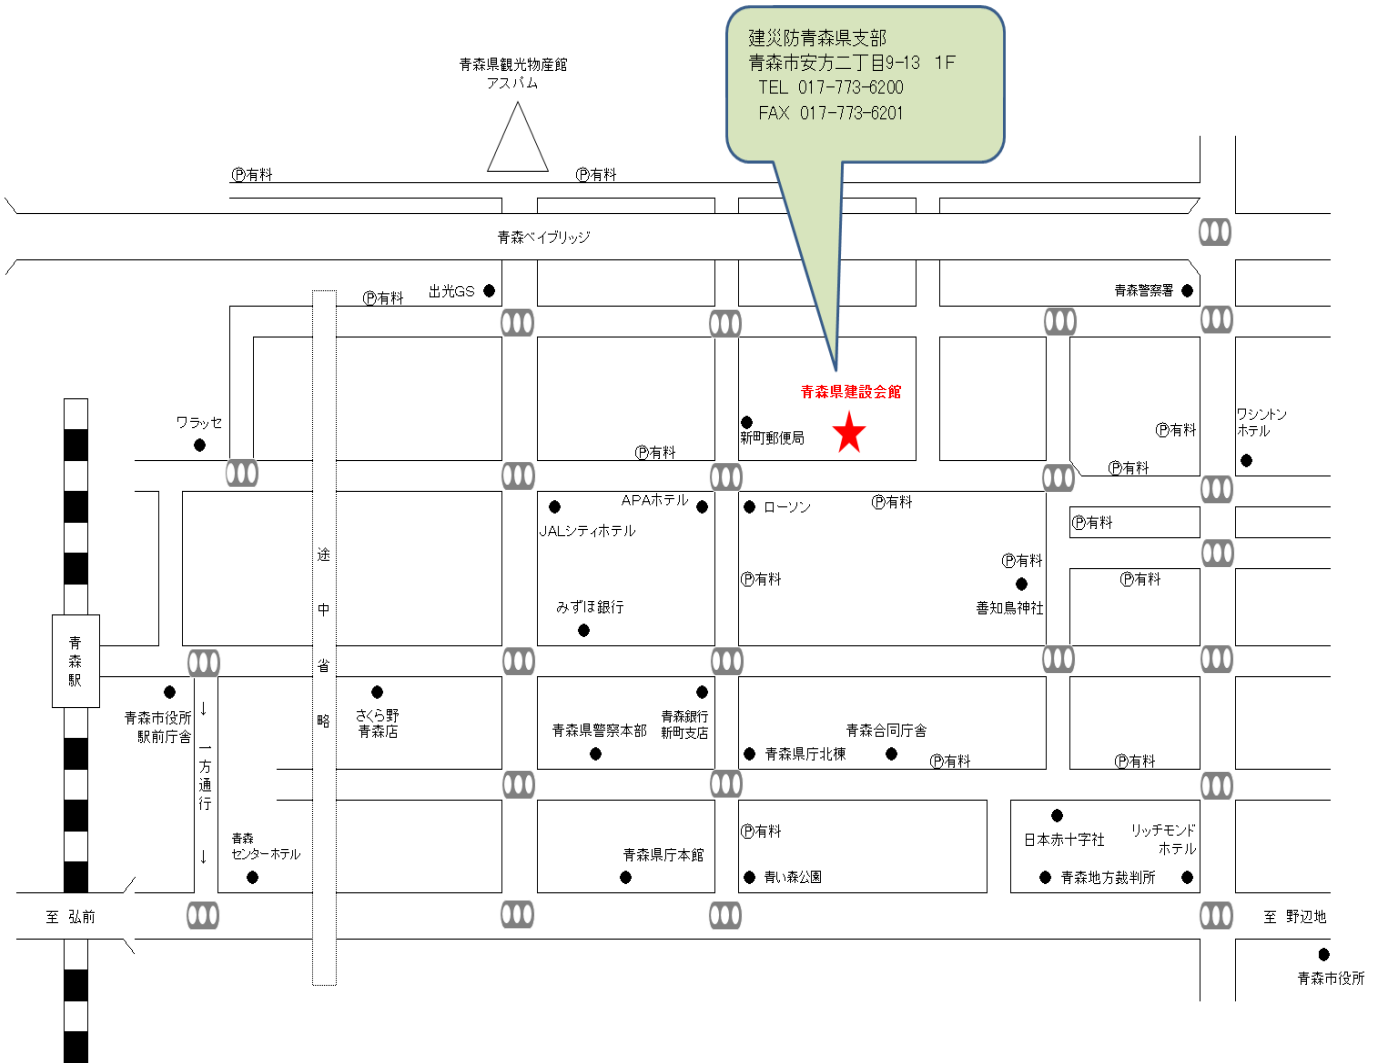 建災防青森県支部
青森市安方二丁目9-13 1F
TEL 017-773-6200
FAX 017-773-6201
青森県観光物産館
アスパム
Ⓟ有料
Ⓟ有料
青森ベイブリッジ
Ⓟ有料
出光GS
青森警察署
青森県建設会館
ワラッセ
新町郵便局
Ⓟ有料
Ⓟ有料
ワシントン
ホテル
Ⓟ有料
APAホテル
ローソン
Ⓟ有料
JALシティホテル
Ⓟ有料
途中省略
Ⓟ有料
Ⓟ有料
Ⓟ有料
みずほ銀行
善知鳥神社
青森駅
青森市役所
駅前庁舎
↓ 一方通行 ↓
さくら野
青森店
青森県警察本部
青森銀行
新町支店
青森県庁北棟
青森合同庁舎
Ⓟ有料
Ⓟ有料
青森
センターホテル
青森県庁本館
Ⓟ有料
青い森公園
日本赤十字社
リッチモンド
ホテル
青森地方裁判所
至 弘前
至 野辺地
青森市役所